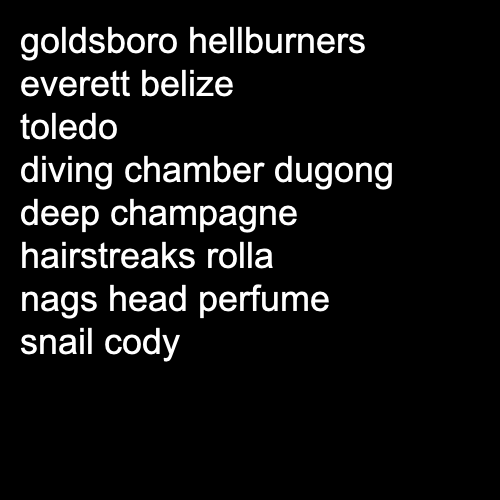 goldsboro hellburners
everett belize
toledo
diving chamber dugong
deep champagne
hairstreaks rolla
nags head perfume
snail cody